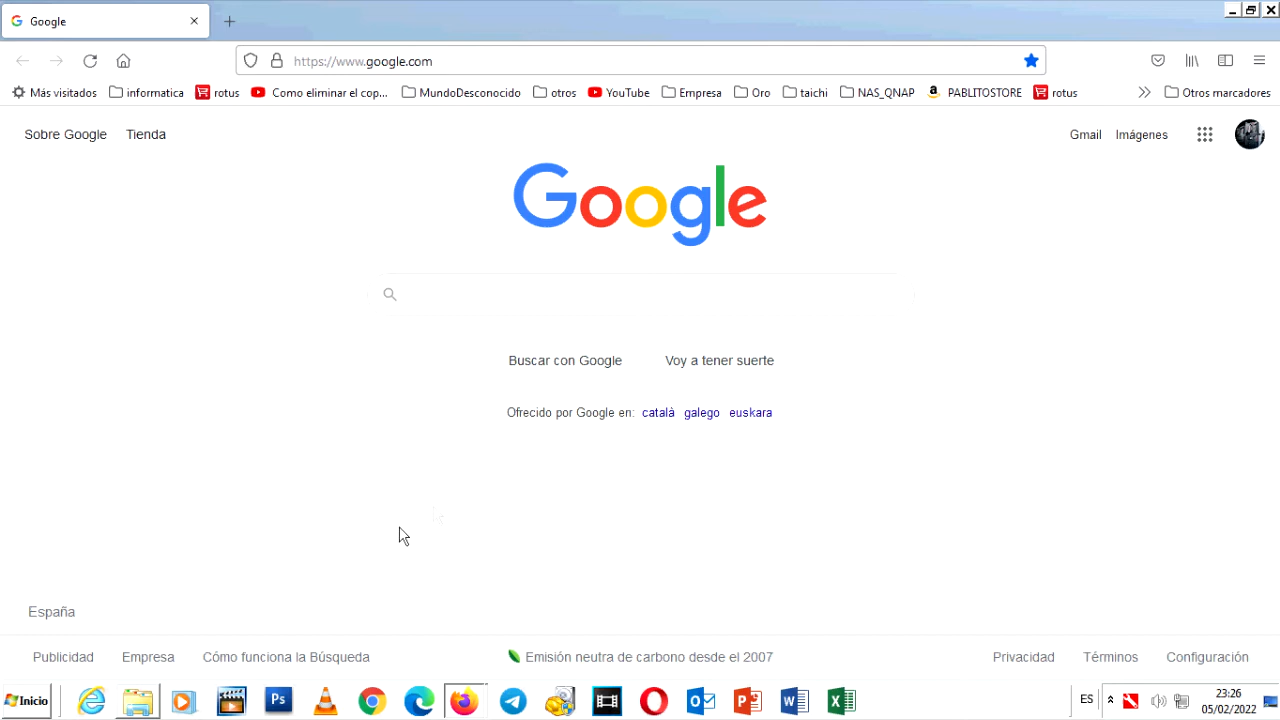 Google
https://www.google.com
Más visitados informatica rotus Como eliminar el cop... MundoDesconocido otros YouTube Empresa Oro taichi NAS_QNAP PABLITOSTORE rotus Otros marcadores
Sobre Google Tienda Gmail Imágenes
Google
Buscar con Google Voy a tener suerte
Ofrecido por Google en: català galego euskara
España
Publicidad Empresa Cómo funciona la Búsqueda Emisión neutra de carbono desde el 2007 Privacidad Términos Configuración
Inicio Ps ES 23:26
05/02/2022